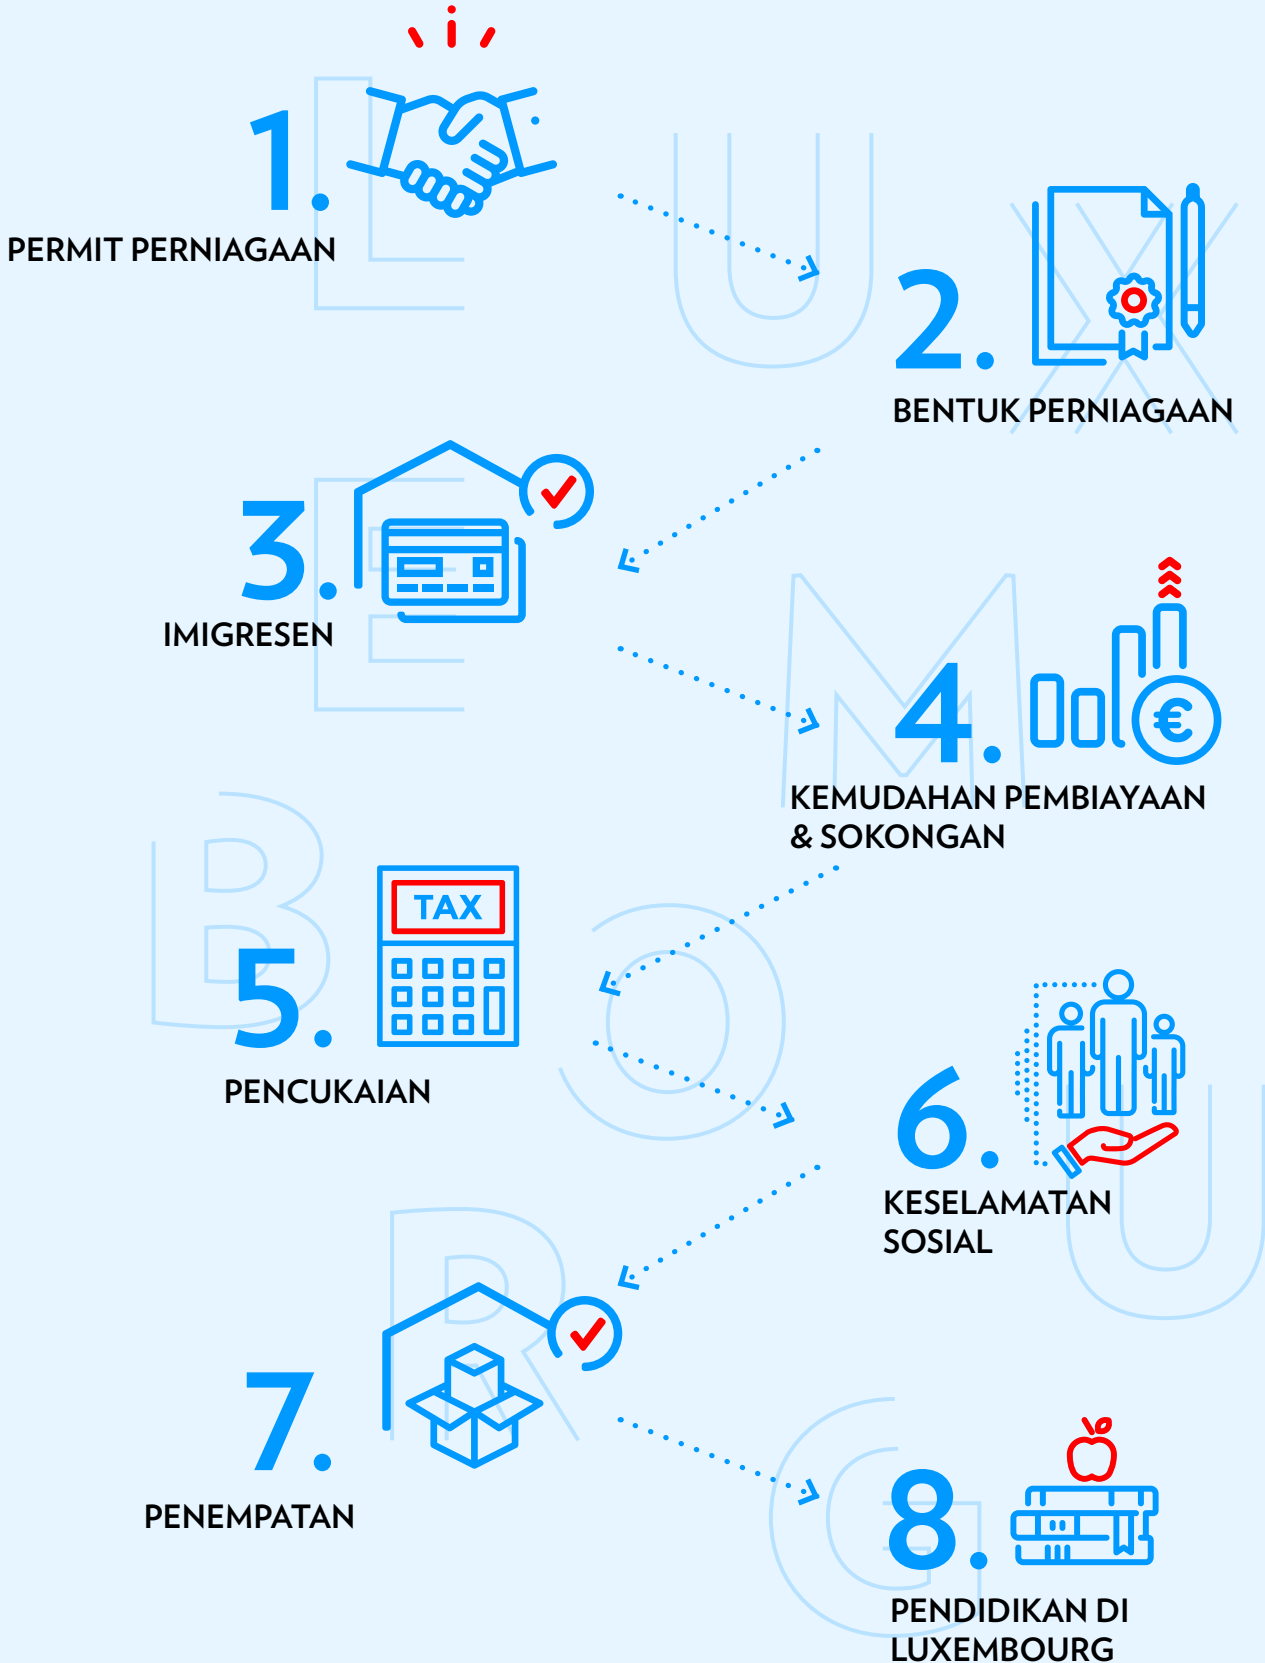 1.
PERMIT PERNIAGAAN
2.
BENTUK PERNIAGAAN
3.
IMIGRESEN
4.
KEMUDAHAN PEMBIAYAAN
& SOKONGAN
TAX
5.
PENCUKAIAN
6.
KESELAMATAN
SOSIAL
7.
PENEMPATAN
8.
PENDIDIKAN DI
LUXEMBOURG
LUXEMBOURG